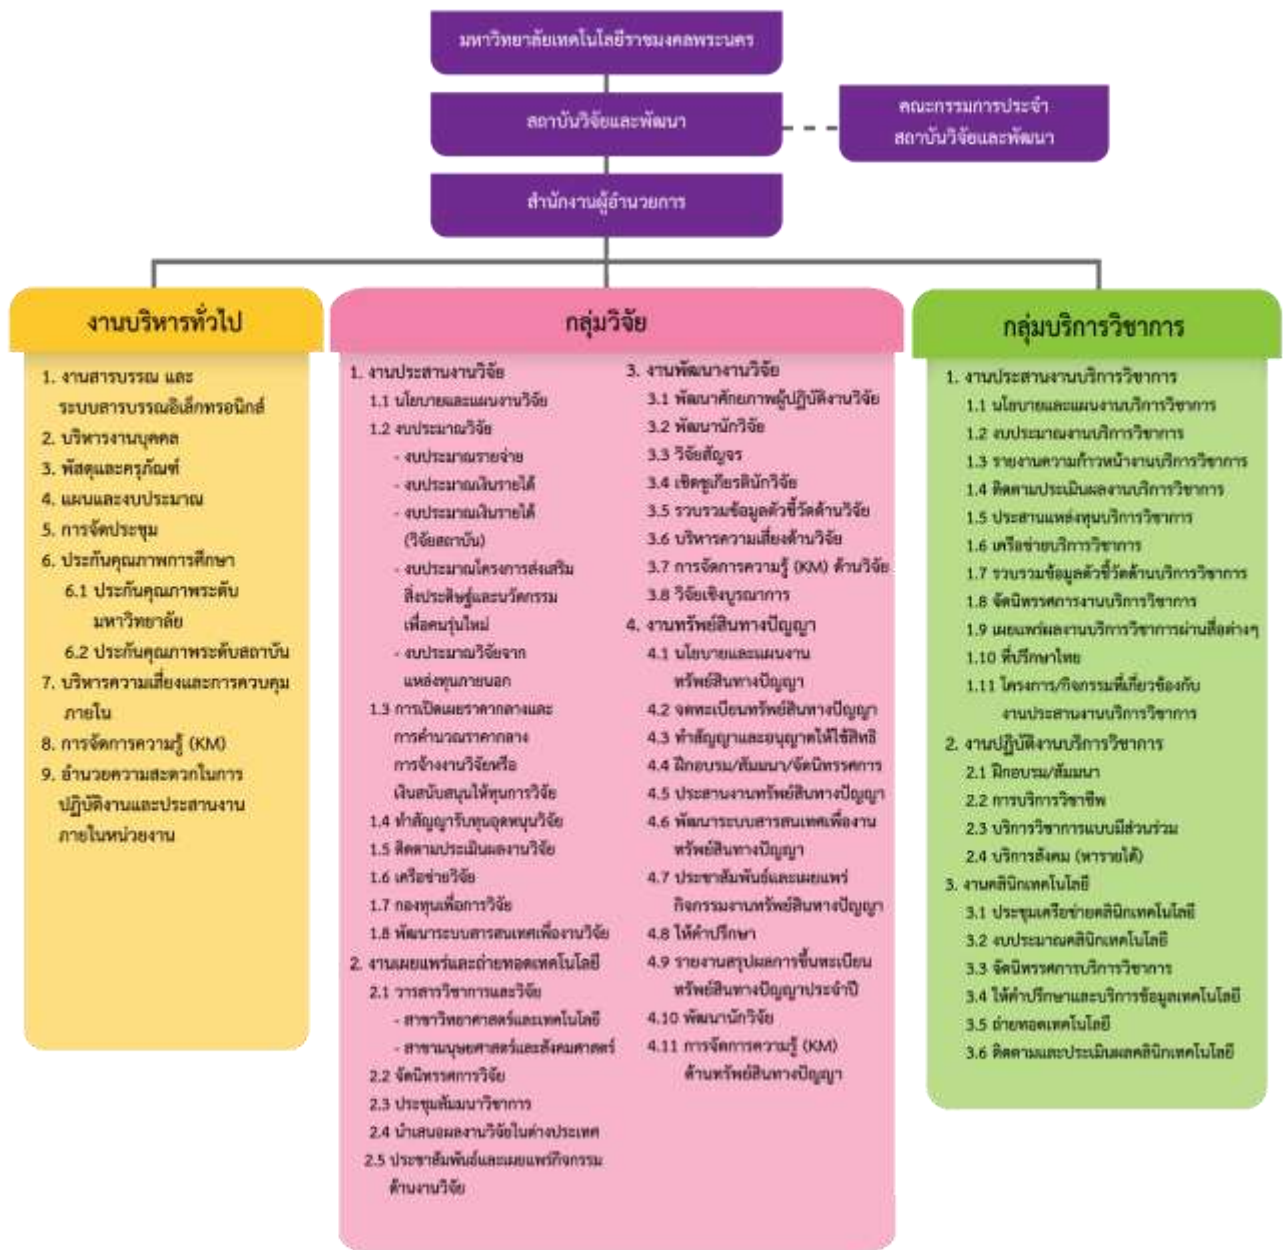 มหาวิทยาลัยเทคโนโลยีราชมงคลพระนคร
สถาบันวิจัยและพัฒนา
คณะกรรมการประจำ
สถาบันวิจัยและพัฒนา
สำนักงานผู้อำนวยการ
งานบริหารทั่วไป
1. งานสารบรรณ และ
ระบบสารบรรณอิเล็กทรอนิกส์
2. บริหารงานบุคคล
3. พัสดุและครุภัณฑ์
4. แผนและงบประมาณ
5. การจัดประชุม
6. ประกันคุณภาพการศึกษา
6.1 ประกันคุณภาพระดับ
มหาวิทยาลัย
6.2 ประกันคุณภาพระดับสถาบัน
7. บริหารความเสี่ยงและการควบคุม
ภายใน
8. การจัดการความรู้ (KM)
9. อำนวยความสะดวกในการ
ปฏิบัติงานและประสานงาน
ภายในหน่วยงาน
กลุ่มวิจัย
1. งานประสานงานวิจัย
1.1 นโยบายและแผนงานวิจัย
1.2 งบประมาณวิจัย
- งบประมาณรายจ่าย
- งบประมาณเงินรายได้
- งบประมาณเงินรายได้
(วิจัยสถาบัน)
- งบประมาณโครงการส่งเสริม
สิ่งประดิษฐ์และนวัตกรรม
เพื่อคนรุ่นใหม่
- งบประมาณวิจัยจาก
แหล่งทุนภายนอก
1.3 การเปิดเผยราคากลางและ
การคำนวณราคากลาง
การจ้างงานวิจัยหรือ
เงินสนับสนุนให้ทุนการวิจัย
1.4 ทำสัญญารับทุนอุดหนุนวิจัย
1.5 ติดตามประเมินผลงานวิจัย
1.6 เครือข่ายวิจัย
1.7 กองทุนเพื่อการวิจัย
1.8 พัฒนาระบบสารสนเทศเพื่องานวิจัย
2. งานเผยแพร่และถ่ายทอดเทคโนโลยี
2.1 วารสารวิชาการและวิจัย
- สาขาวิทยาศาสตร์และเทคโนโลยี
- สาขามนุษยศาสตร์และสังคมศาสตร์
2.2 จัดนิทรรศการวิจัย
2.3 ประชุมสัมมนาวิชาการ
2.4 นำเสนอผลงานวิจัยในต่างประเทศ
2.5 ประชาสัมพันธ์และเผยแพร่กิจกรรม
ด้านงานวิจัย
3. งานพัฒนางานวิจัย
3.1 พัฒนาศักยภาพผู้ปฏิบัติงานวิจัย
3.2 พัฒนานักวิจัย
3.3 วิจัยสัญจร
3.4 เชิดชูเกียรตินักวิจัย
3.5 รวบรวมข้อมูลตัวชี้วัดด้านวิจัย
3.6 บริหารความเสี่ยงด้านวิจัย
3.7 การจัดการความรู้ (KM) ด้านวิจัย
3.8 วิจัยเชิงบูรณาการ
4. งานทรัพย์สินทางปัญญา
4.1 นโยบายและแผนงาน
ทรัพย์สินทางปัญญา
4.2 จดทะเบียนทรัพย์สินทางปัญญา
4.3 ทำสัญญาและอนุญาตให้ใช้สิทธิ
4.4 ฝึกอบรม/สัมมนา/จัดนิทรรศการ
4.5 ประสานงานทรัพย์สินทางปัญญา
4.6 พัฒนาระบบสารสนเทศเพื่องาน
ทรัพย์สินทางปัญญา
4.7 ประชาสัมพันธ์และเผยแพร่
กิจกรรมงานทรัพย์สินทางปัญญา
4.8 ให้คำปรึกษา
4.9 รายงานสรุปผลการขึ้นทะเบียน
ทรัพย์สินทางปัญญาประจำปี
4.10 พัฒนานักวิจัย
4.11 การจัดการความรู้ (KM)
ด้านทรัพย์สินทางปัญญา
กลุ่มบริการวิชาการ
1. งานประสานงานบริการวิชาการ
1.1 นโยบายและแผนงานบริการวิชาการ
1.2 งบประมาณงานบริการวิชาการ
1.3 รายงานความก้าวหน้างานบริการวิชาการ
1.4 ติดตามประเมินผลงานบริการวิชาการ
1.5 ประสานแหล่งทุนบริการวิชาการ
1.6 เครือข่ายบริการวิชาการ
1.7 รวบรวมข้อมูลตัวชี้วัดด้านบริการวิชาการ
1.8 จัดนิทรรศการงานบริการวิชาการ
1.9 เผยแพร่ผลงานบริการวิชาการผ่านสื่อต่างๆ
1.10 ที่ปรึกษาไทย
1.11 โครงการ/กิจกรรมที่เกี่ยวข้องกับ
งานประสานงานบริการวิชาการ
2. งานปฏิบัติงานบริการวิชาการ
2.1 ฝึกอบรม/สัมมนา
2.2 การบริการวิชาชีพ
2.3 บริการวิชาการแบบมีส่วนร่วม
2.4 บริการสังคม (หารายได้)
3. งานคลินิกเทคโนโลยี
3.1 ประชุมเครือข่ายคลินิกเทคโนโลยี
3.2 งบประมาณคลินิกเทคโนโลยี
3.3 จัดนิทรรศการบริการวิชาการ
3.4 ให้คำปรึกษาและบริการข้อมูลเทคโนโลยี
3.5 ถ่ายทอดเทคโนโลยี
3.6 ติดตามและประเมินผลคลินิกเทคโนโลยี